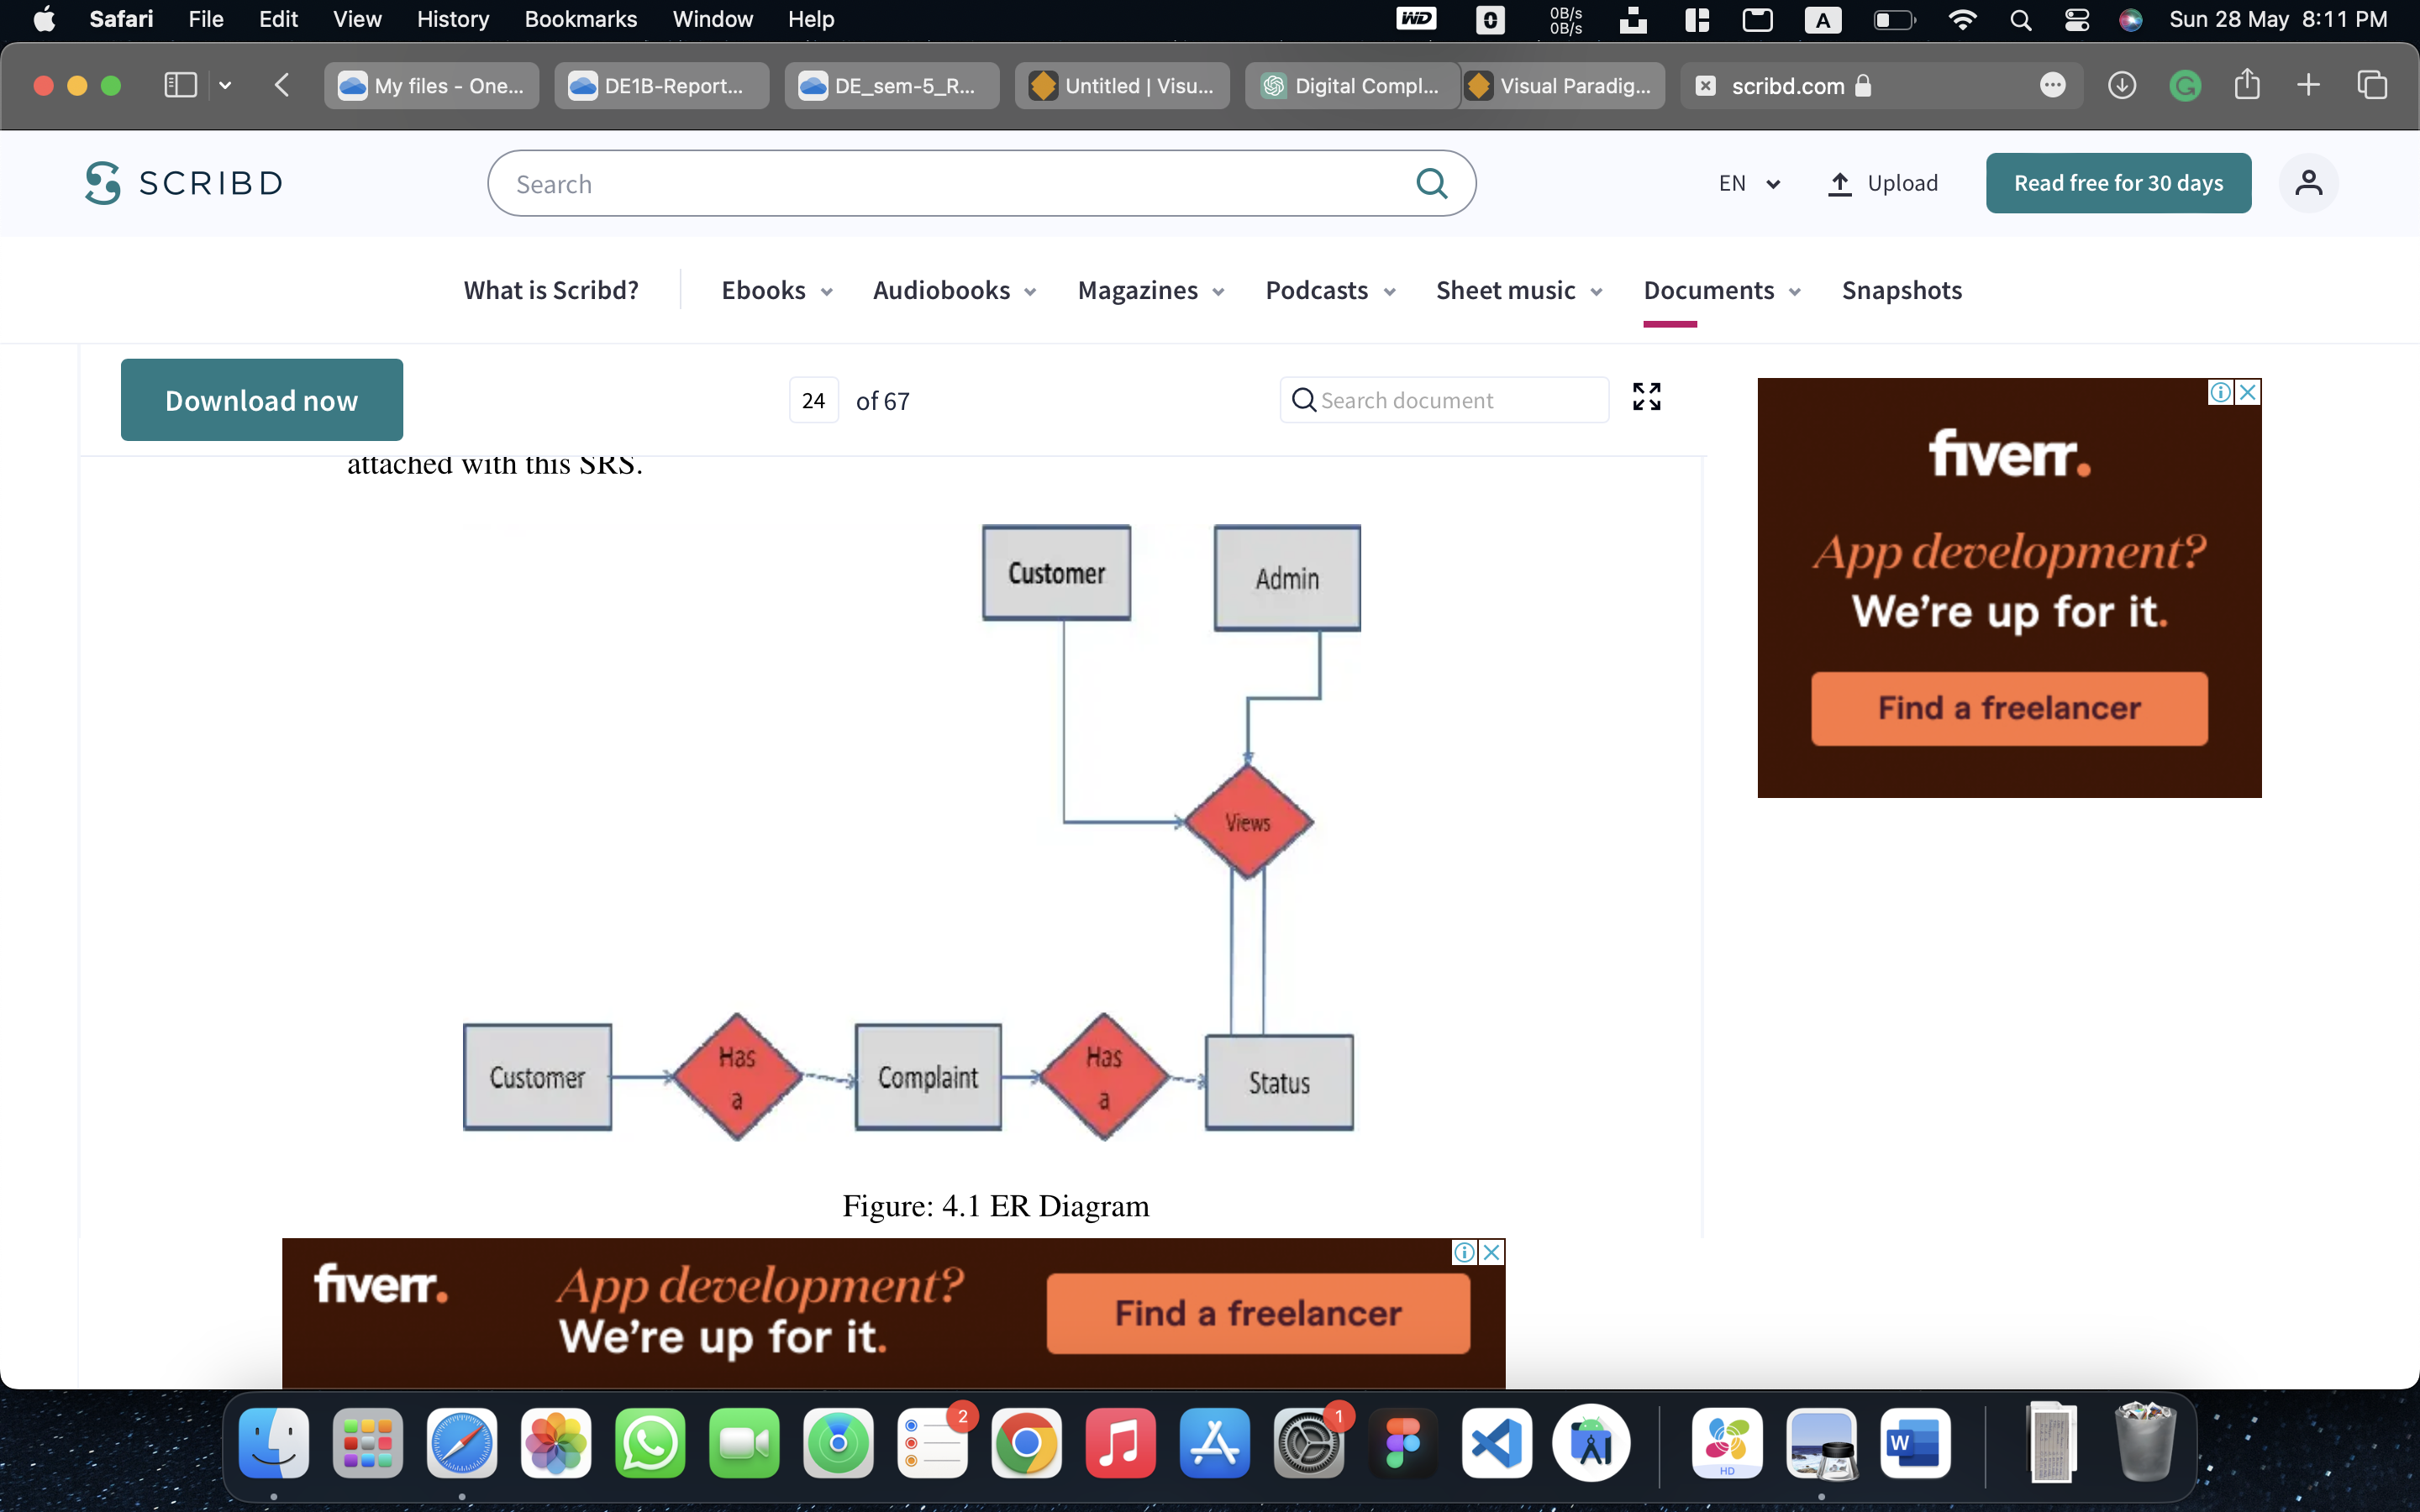 Safari File Edit View History Bookmarks Window Help
WD 0 0B/s 0B/s A Sun 28 May 8:11 PM
My files - One... DE1B-Report... DE_sem-5_R... Untitled | Visu... Digital Compl... Visual Paradig... scribd.com
SCRIBD Search EN Upload Read free for 30 days
What is Scribd? Ebooks Audiobooks Magazines Podcasts Sheet music Documents Snapshots
Download now 24 of 67 Search document
attached with this SRS.
Customer Admin
Views
Customer Has a Complaint Has a Status
Figure: 4.1 ER Diagram
fiverr.
App development?
We're up for it.
Find a freelancer
fiverr. App development?
We're up for it.
Find a freelancer
2 1
HD W